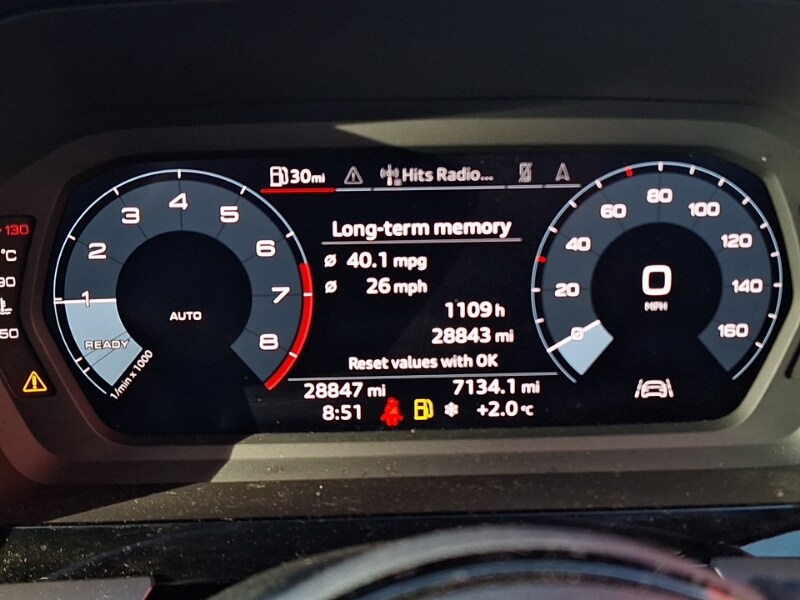 30mi
Hits Radio...
130
°C
90
50
1
2
3
4
5
6
7
8
READY
1/min x 1000
AUTO
Long-term memory
ø 40.1 mpg
ø 26 mph
1109 h
28843 mi
Reset values with OK
28847 mi 7134.1 mi
8:51 +2.0 °C
0
20
40
60
80
100
120
140
160
0
MPH